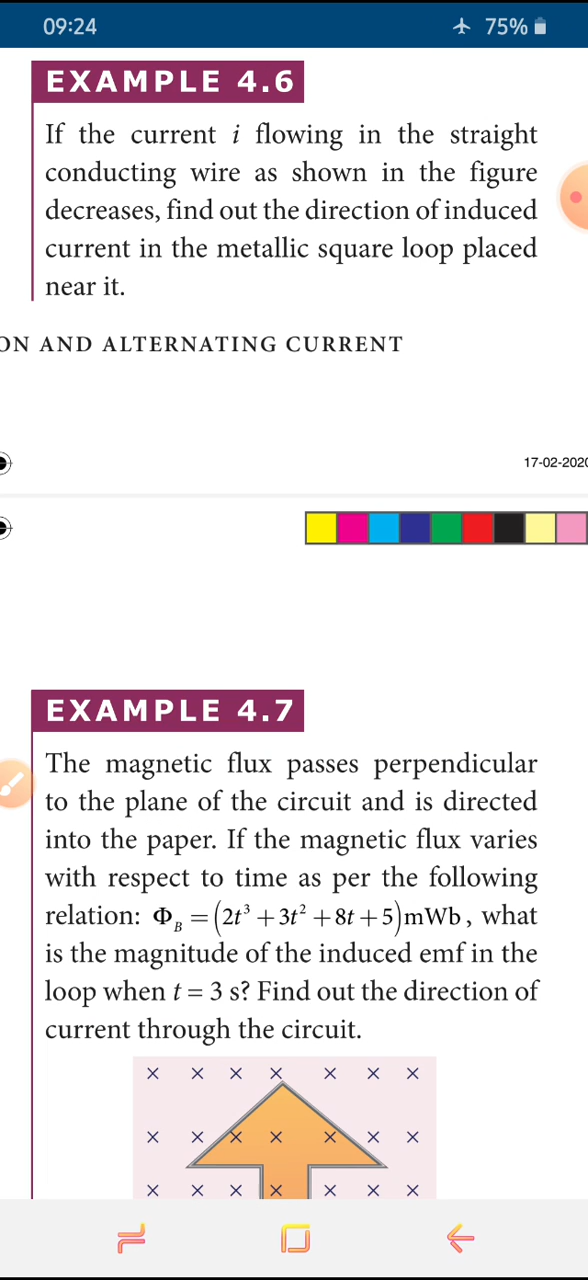 09:24
75%
EXAMPLE 4.6
If the current i flowing in the straight
conducting wire as shown in the figure
decreases, find out the direction of induced
current in the metallic square loop placed
near it.
ON AND ALTERNATING CURRENT
17-02-2020
EXAMPLE 4.7
The magnetic flux passes perpendicular
to the plane of the circuit and is directed
into the paper. If the magnetic flux varies
with respect to time as per the following
relation: Φ_B = (2t³ + 3t² + 8t + 5) mWb, what
is the magnitude of the induced emf in the
loop when t = 3 s? Find out the direction of
current through the circuit.